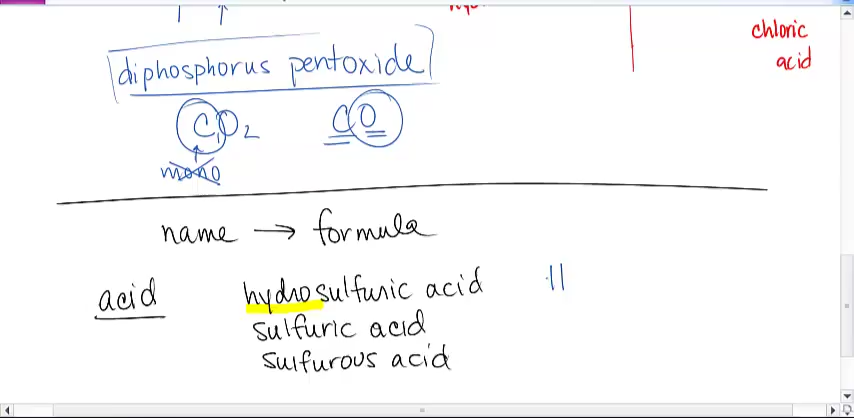 chloric
acid
diphosphorus pentoxide
CO2 CO
mono
name → formula
acid hydrosulfuric acid
sulfuric acid
sulfurous acid